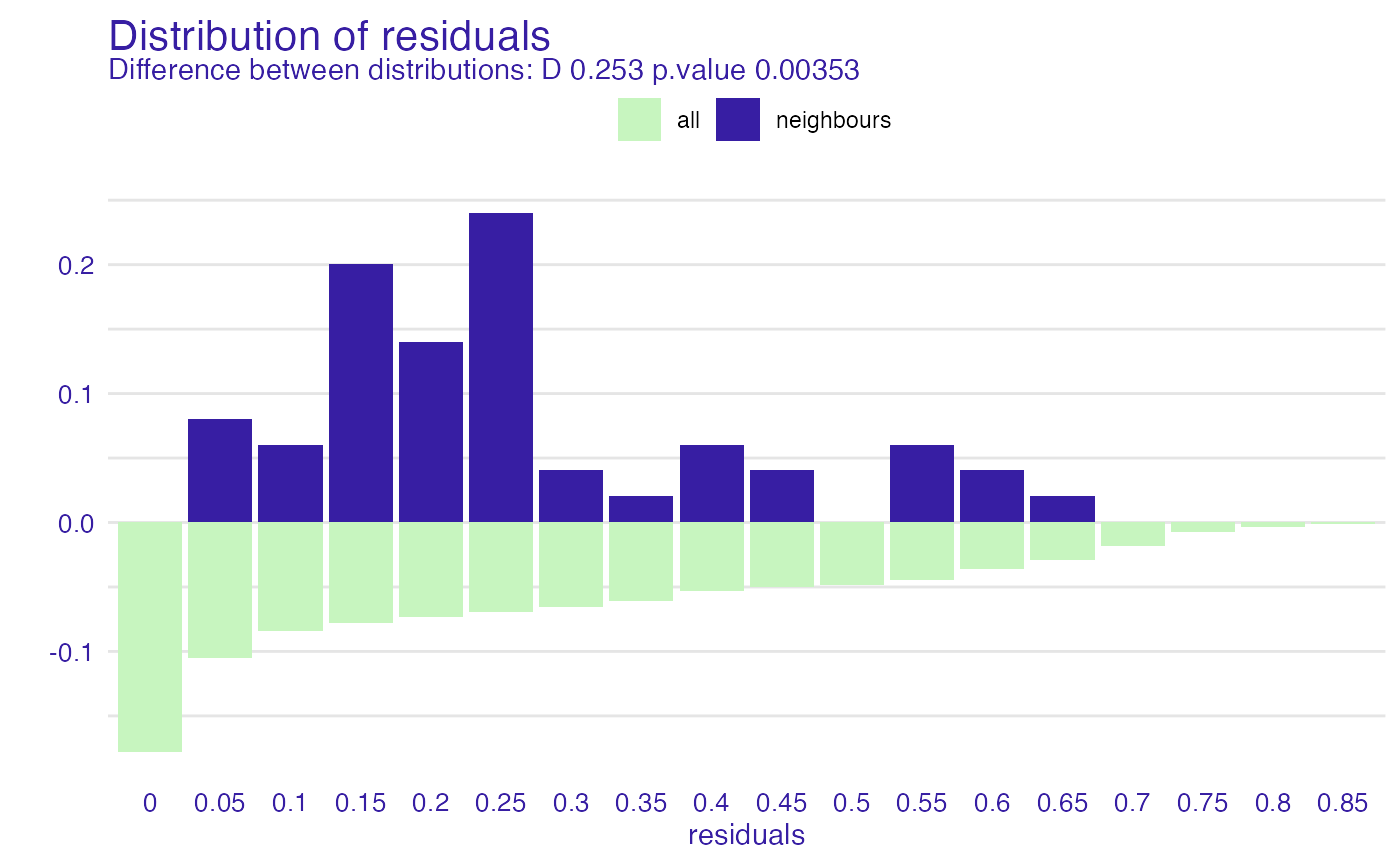 Distribution of residuals
Difference between distributions: D 0.253 p.value 0.00353
all neighbours
0.2
0.1
0.0
-0.1
0 0.05 0.1 0.15 0.2 0.25 0.3 0.35 0.4 0.45 0.5 0.55 0.6 0.65 0.7 0.75 0.8 0.85
residuals